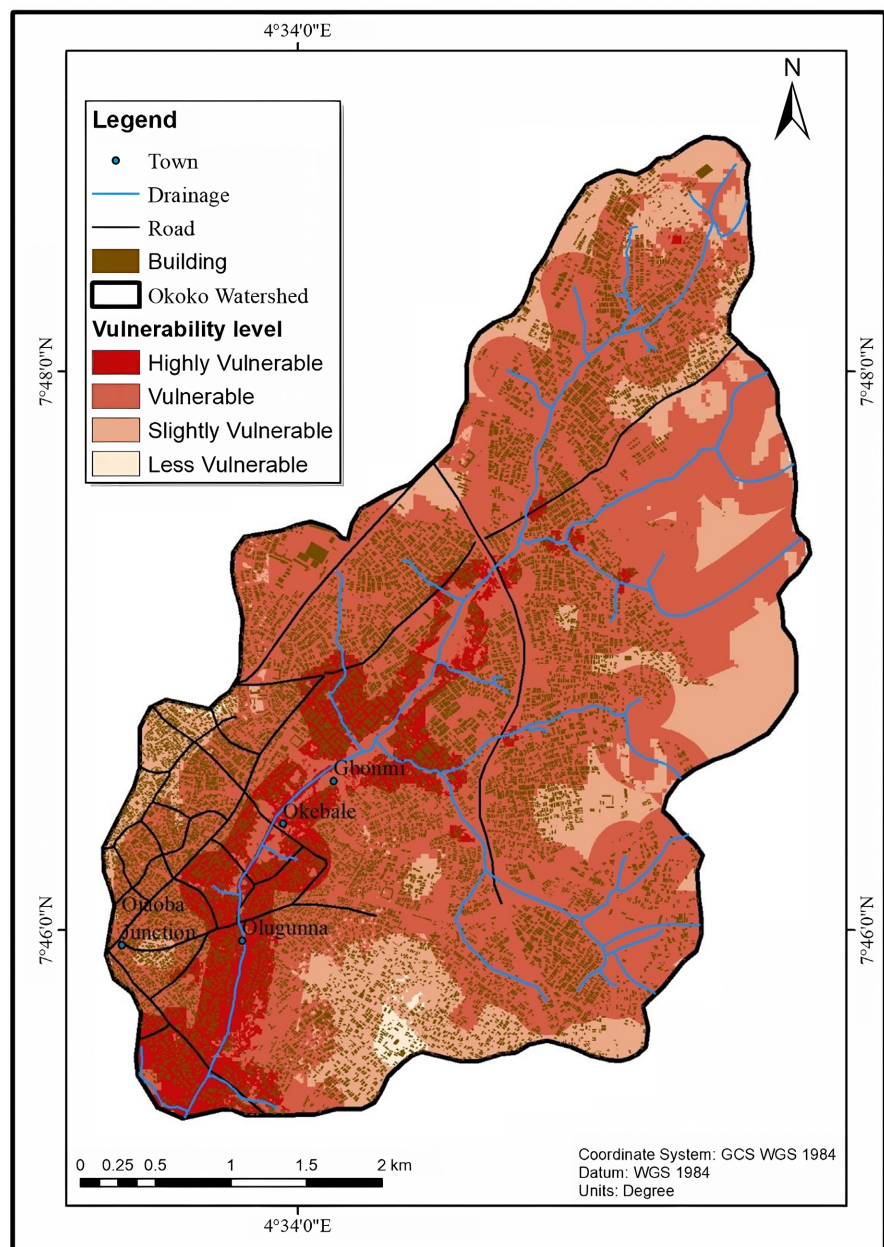 4°34'0"E
N
Legend
Town
Drainage
Road
Building
Okoko Watershed
Vulnerability level
Highly Vulnerable
Vulnerable
Slightly Vulnerable
Less Vulnerable
7°48'0"N
7°48'0"N
Gbonmi
Okebale
Ojaoba
Junction
Olugunna
7°46'0"N
7°46'0"N
0 0.25 0.5 1 1.5 2 km
Coordinate System: GCS WGS 1984
Datum: WGS 1984
Units: Degree
4°34'0"E